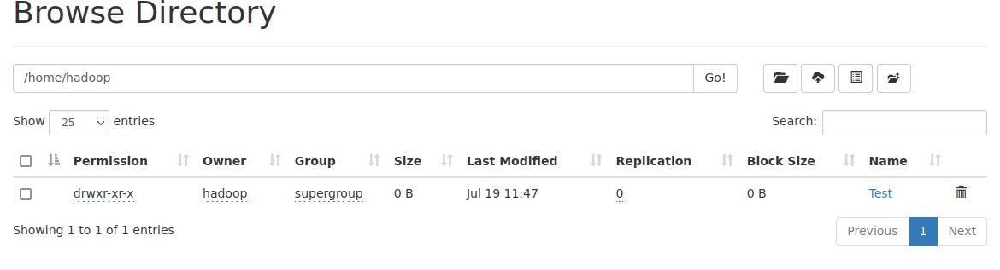 Browse Directory
/home/hadoop Go!
Show 25 entries Search:
Permission Owner Group Size Last Modified Replication Block Size Name
drwxr-xr-x hadoop supergroup 0 B Jul 19 11:47 0 0 B Test
Showing 1 to 1 of 1 entries Previous 1 Next